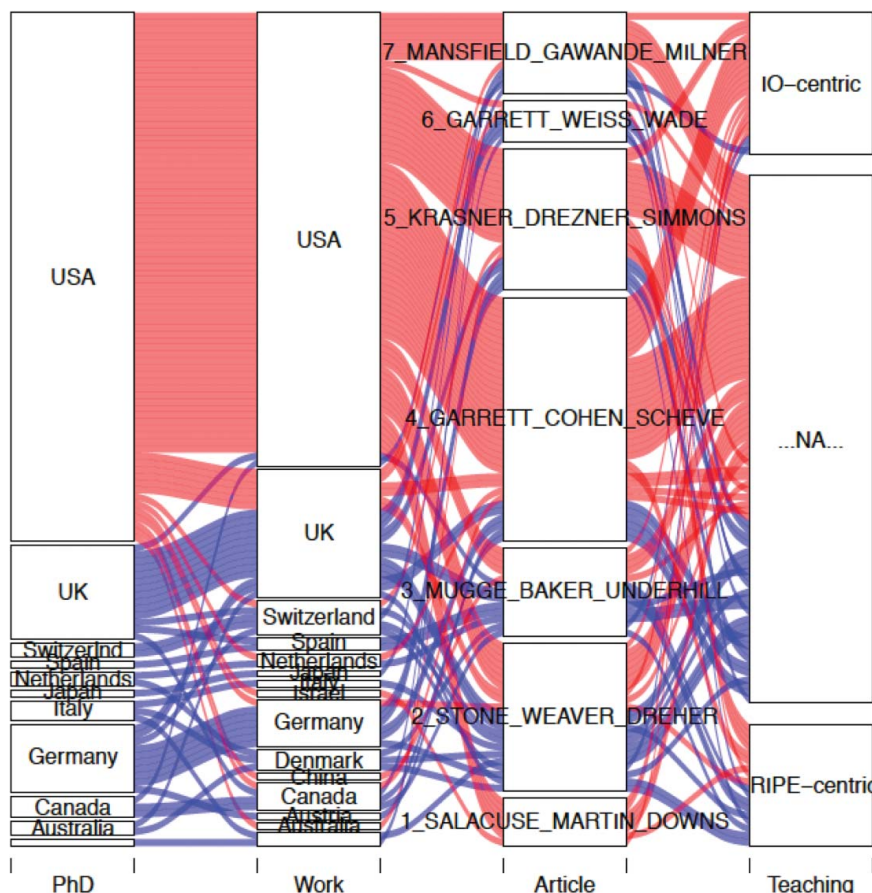 USA
UK
Switzerlnd
Spain
Netherlands
Japan
Italy
Germany
Canada
Australia
USA
UK
Switzerland
Spain
Netherlands
Japan
Italy
Israel
Germany
Denmark
China
Canada
Austria
Australia
7_MANSFIELD_GAWANDE_MILNER
6_GARRETT_WEISS_WADE
5_KRASNER_DREZNER_SIMMONS
4_GARRETT_COHEN_SCHEVE
3_MUGGE_BAKER_UNDERHILL
2_STONE_WEAVER_DREHER
1_SALACUSE_MARTIN_DOWNS
IO-centric
...NA...
RIPE-centric
PhD
Work
Article
Teaching